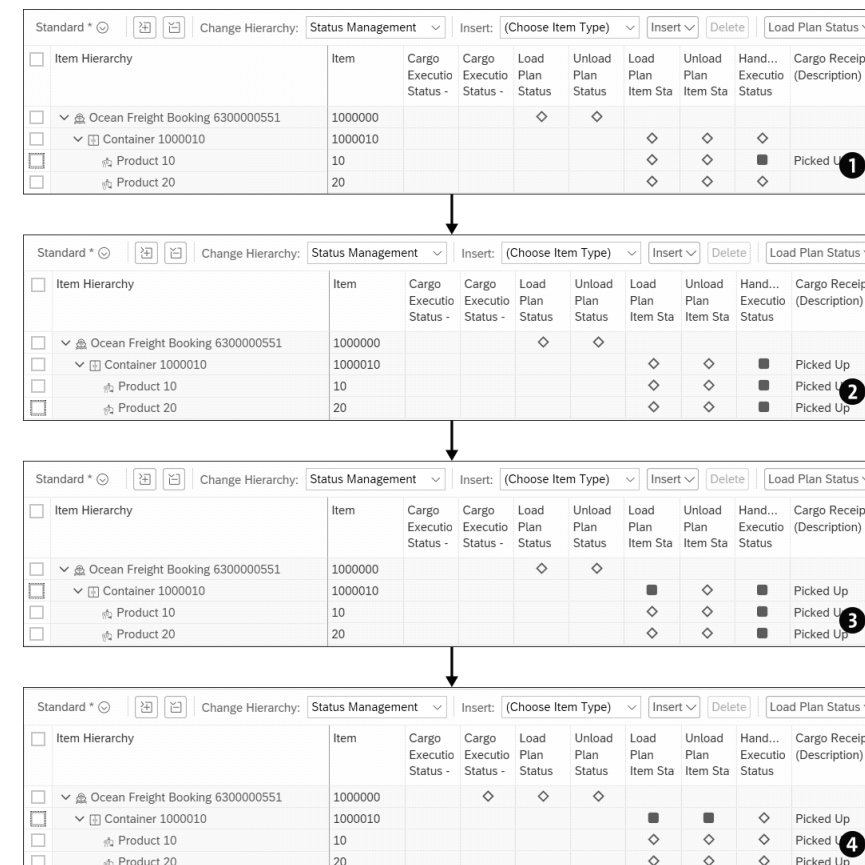 Standard * Change Hierarchy: Status Management Insert: (Choose Item Type) Insert Delete Load Plan Status
Item Hierarchy Item Cargo Executio Status - Cargo Executio Status - Load Plan Status Unload Plan Status Load Plan Item Sta Unload Plan Item Sta Hand... Executio Status Cargo Receip (Description)
Ocean Freight Booking 6300000551 1000000
Container 1000010 1000010
Product 10 10 Picked U 1
Product 20 20
Standard * Change Hierarchy: Status Management Insert: (Choose Item Type) Insert Delete Load Plan Status
Item Hierarchy Item Cargo Executio Status - Cargo Executio Status - Load Plan Status Unload Plan Status Load Plan Item Sta Unload Plan Item Sta Hand... Executio Status Cargo Receip (Description)
Ocean Freight Booking 6300000551 1000000
Container 1000010 1000010 Picked Up
Product 10 10 Picked U 2
Product 20 20 Picked Up
Standard * Change Hierarchy: Status Management Insert: (Choose Item Type) Insert Delete Load Plan Status
Item Hierarchy Item Cargo Executio Status - Cargo Executio Status - Load Plan Status Unload Plan Status Load Plan Item Sta Unload Plan Item Sta Hand... Executio Status Cargo Receip (Description)
Ocean Freight Booking 6300000551 1000000
Container 1000010 1000010 Picked Up
Product 10 10 Picked U 3
Product 20 20 Picked Up
Standard * Change Hierarchy: Status Management Insert: (Choose Item Type) Insert Delete Load Plan Status
Item Hierarchy Item Cargo Executio Status - Cargo Executio Status - Load Plan Status Unload Plan Status Load Plan Item Sta Unload Plan Item Sta Hand... Executio Status Cargo Receip (Description)
Ocean Freight Booking 6300000551 1000000
Container 1000010 1000010 Picked Up
Product 10 10 Picked U 4
Product 20 20 Picked Up